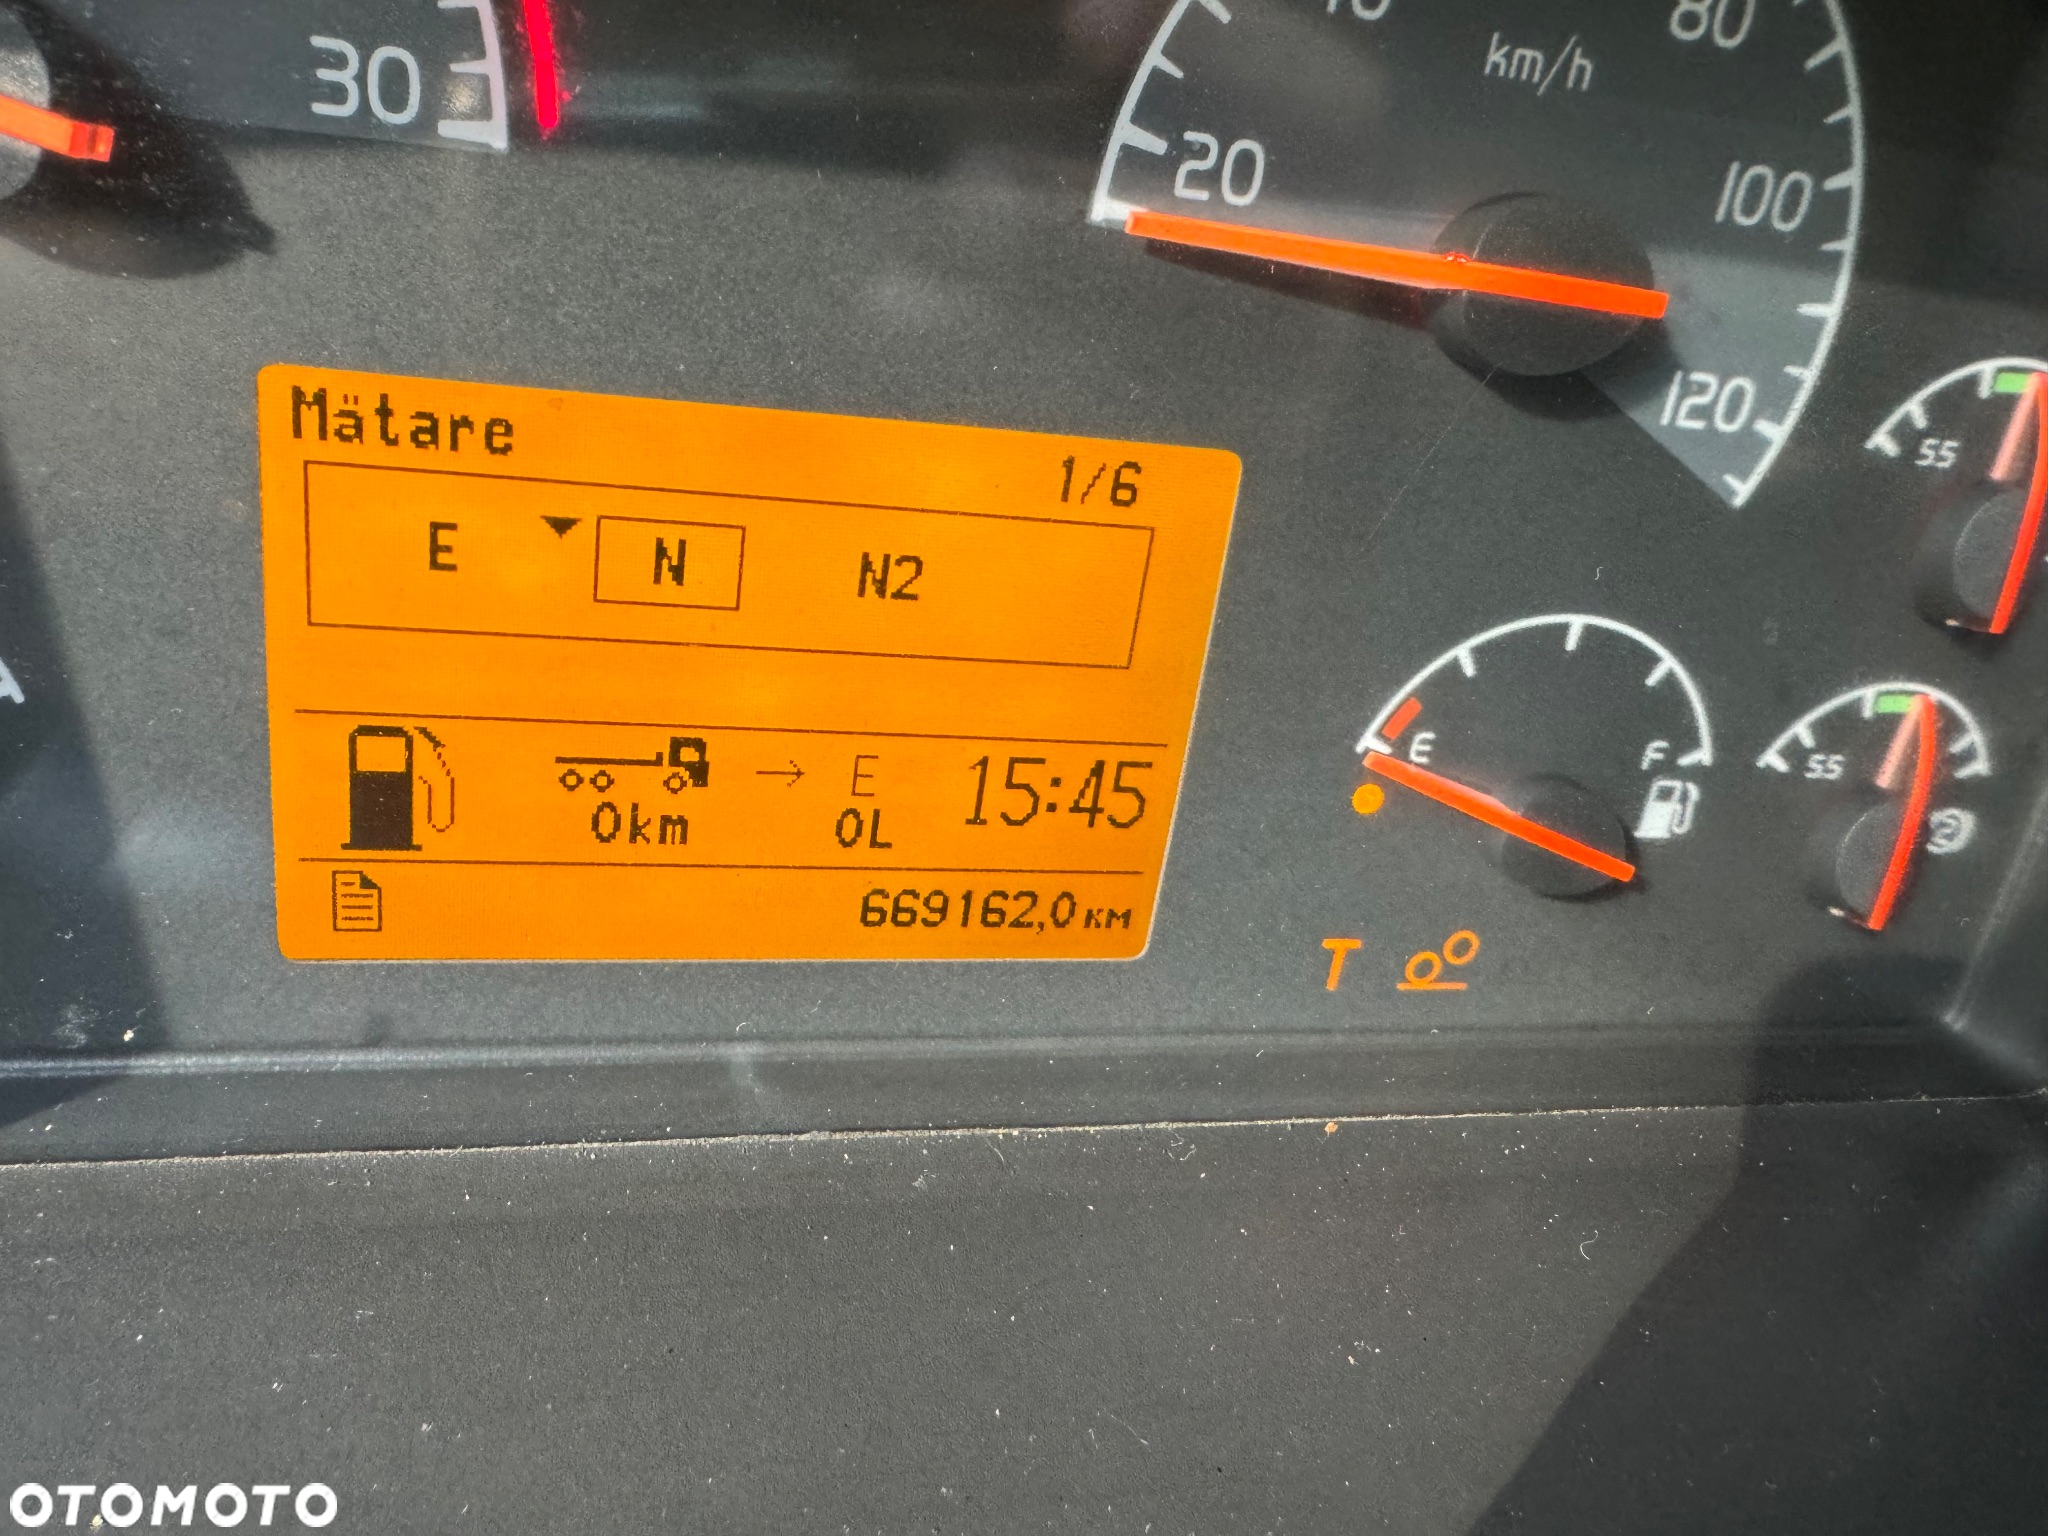 30
km/h
80
20
100
120
Mätare
1/6
E N N2
55
E F
55
E 15:45
0km 0L
669162,0 км
T
OTOMOTO